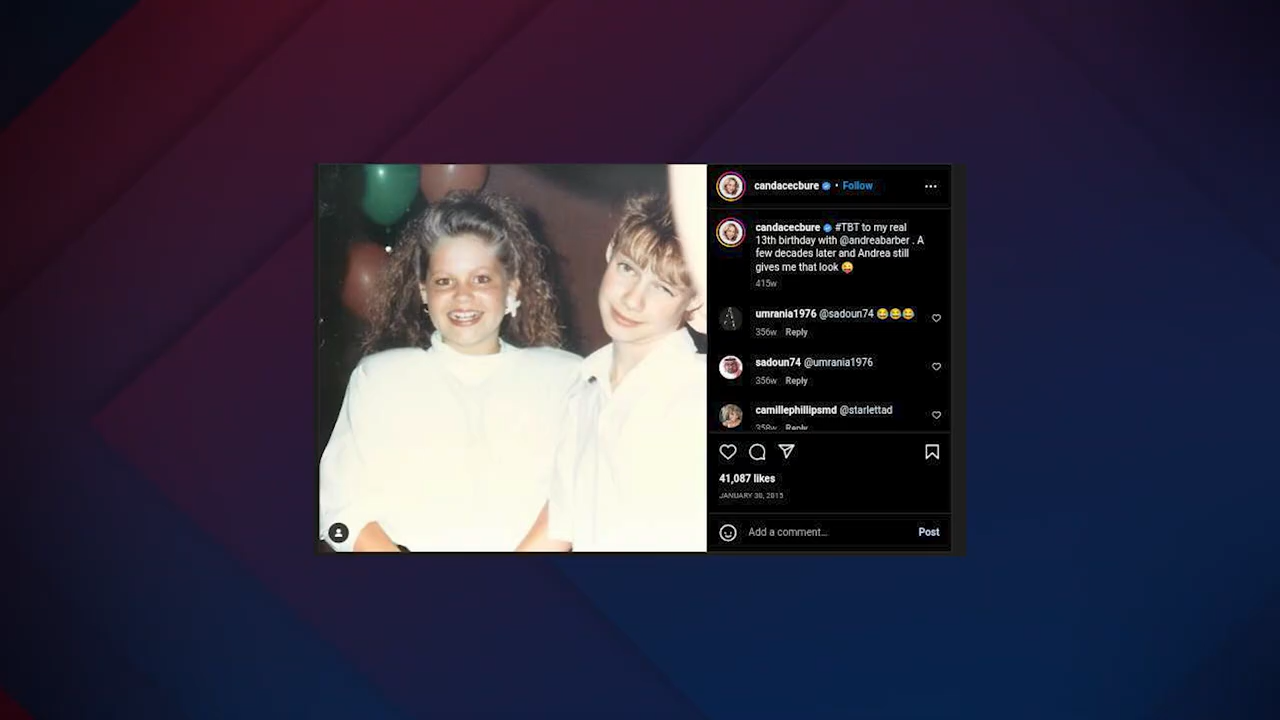 candacecbure • Follow
candacecbure #TBT to my real
13th birthday with @andreabarber . A
few decades later and Andrea still
gives me that look 😜
415w
umrania1976 @sadoun74 😂😂😂
356w Reply
sadoun74 @umrania1976
356w Reply
camillephillipsmd @starlettad
358w Reply
41,087 likes
JANUARY 30, 2015
Add a comment...
Post